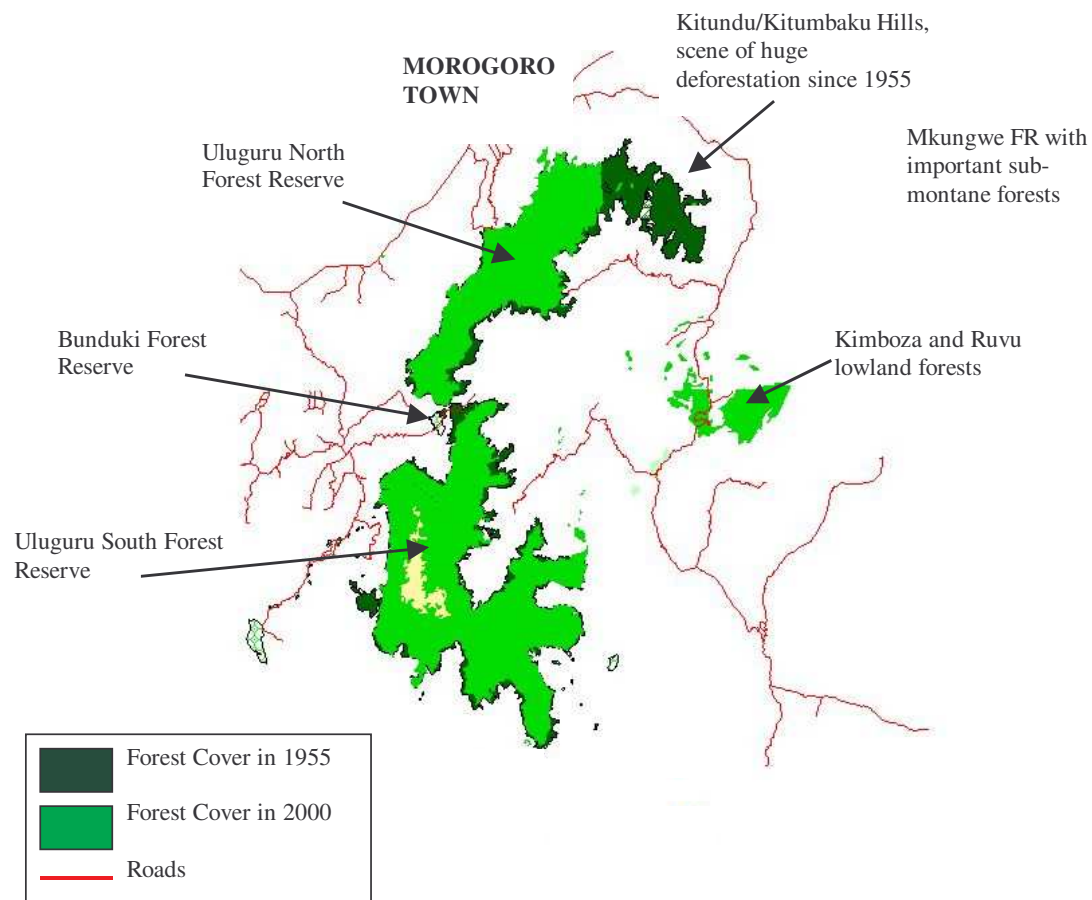 Kitundu/Kitumbaku Hills,
scene of huge
deforestation since 1955
MOROGORO
TOWN
Mkungwe FR with
important sub-
montane forests
Uluguru North
Forest Reserve
Bunduki Forest
Reserve
Kimboza and Ruvu
lowland forests
Uluguru South Forest
Reserve
Forest Cover in 1955
Forest Cover in 2000
Roads